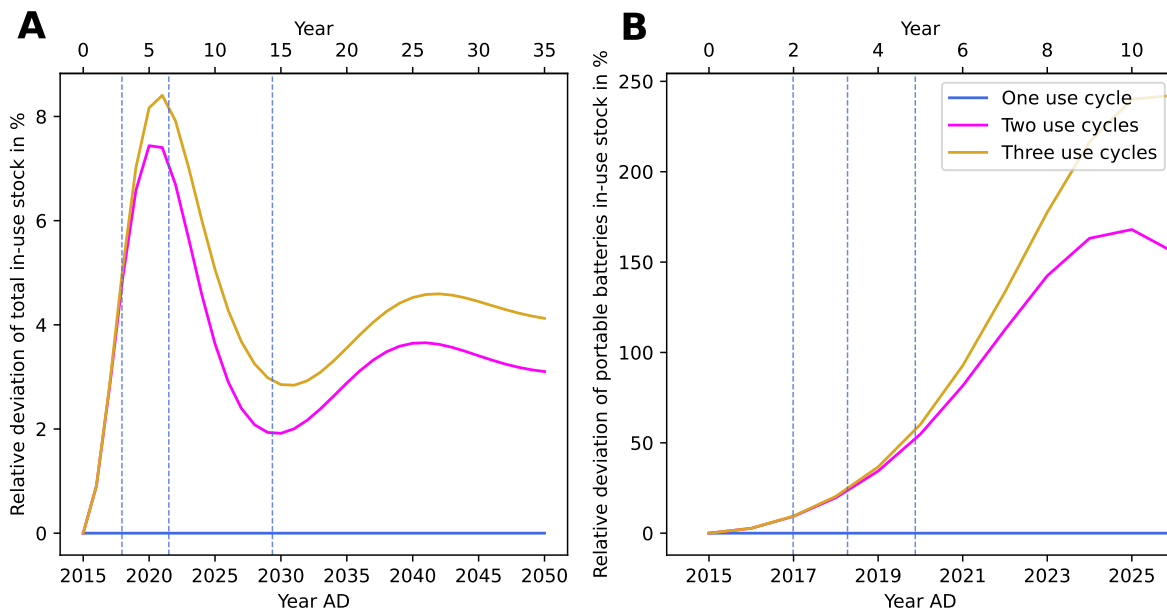 A
Year
0 5 10 15 20 25 30 35
Relative deviation of total in-use stock in %
8
6
4
2
0
2015 2020 2025 2030 2035 2040 2045 2050
Year AD
B
Year
0 2 4 6 8 10
Relative deviation of portable batteries in-use stock in %
250
200
150
100
50
0
One use cycle
Two use cycles
Three use cycles
2015 2017 2019 2021 2023 2025
Year AD